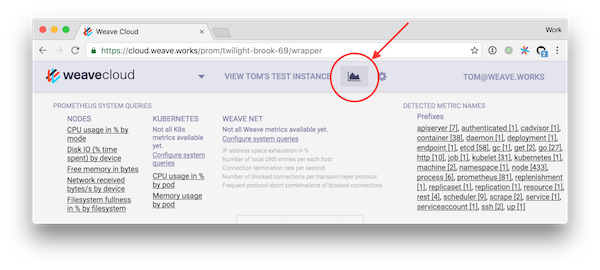 Weave Cloud
Work
https://cloud.weave.works/prom/twilight-brook-69/wrapper
weavecloud
VIEW TOM'S TEST INSTANCE
TOM@WEAVE.WORKS
PROMETHEUS SYSTEM QUERIES
NODES
CPU usage in % by
mode
Disk IO (% time
spent) by device
Free memory in bytes
Network received
bytes/s by device
Filesystem fullness
in % by filesystem
KUBERNETES
Not all K8s
metrics available
yet.
Configure system
queries
CPU usage in %
by pod
Memory usage
by pod
WEAVE NET
Not all Weave metrics available yet.
Configure system queries
IP address space exhaustion in %
Number of local DNS entries per each host
Connection termination rate per second
Number of blocked connections per transport-layer protocol
Frequent protocol-dport combinations of blocked connections
DETECTED METRIC NAMES
Prefixes
apiserver [7], authenticated [1], cadvisor [1],
container [38], daemon [1], deployment [1],
endpoint [1], etcd [58], gc [1], get [2], go [27],
http [10], job [1], kubelet [31], kubernetes [1],
machine [2], namespace [1], node [433],
process [6], prometheus [81], replenishment
[1], replicaset [1], replication [1], resource [1],
rest [4], scheduler [9], scrape [2], service [1],
serviceaccount [1], ssh [2], up [1]